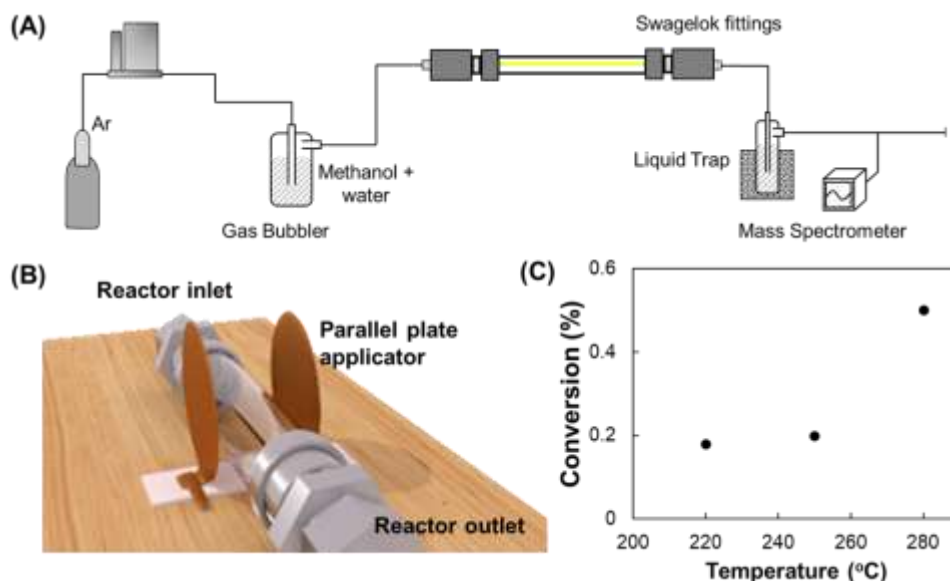 (A)
Swagelok fittings
Ar
Methanol +
water
Gas Bubbler
Liquid Trap
Mass Spectrometer
(B)
Reactor inlet
Parallel plate
applicator
Reactor outlet
(C)
Conversion (%)
0.6
0.4
0.2
0
200
220
240
260
280
Temperature (°C)